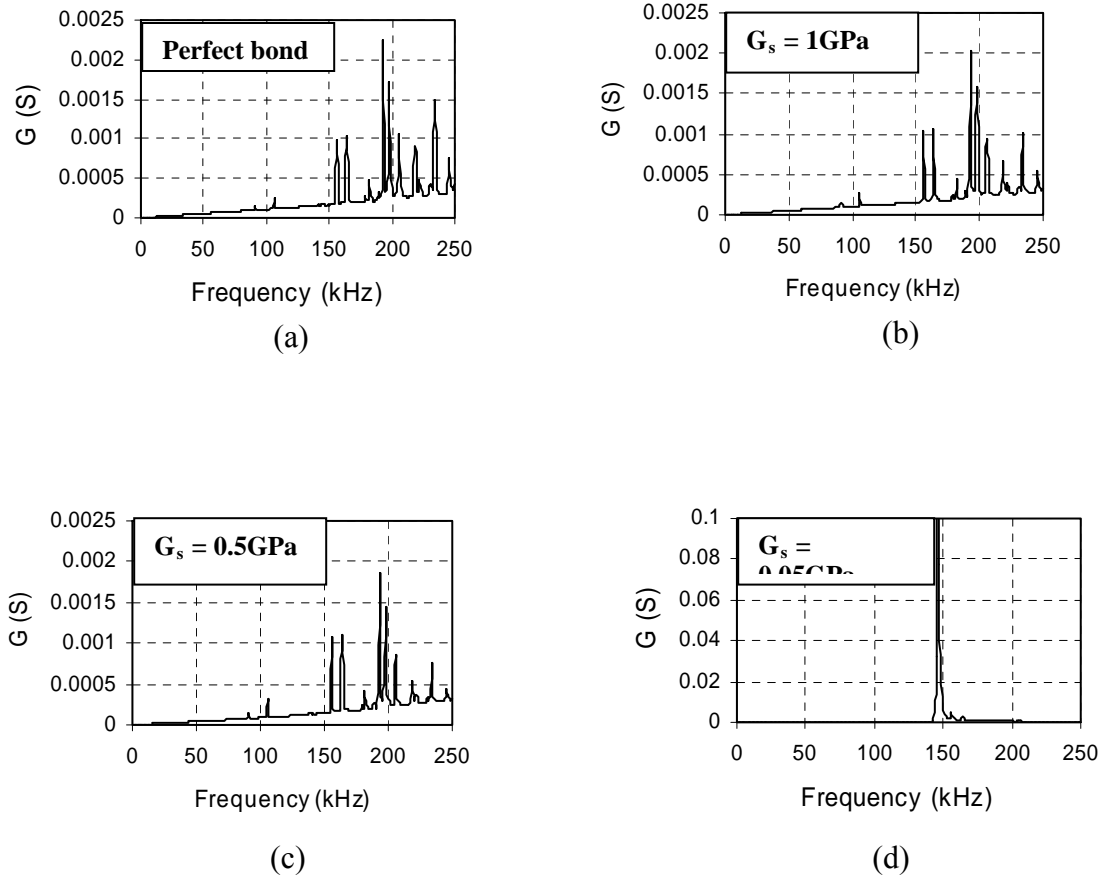 Perfect bond
G (S)
0.0025
0.002
0.0015
0.001
0.0005
0
0 50 100 150 200 250
Frequency (kHz)
(a)
Gₛ = 1GPa
G (S)
0.0025
0.002
0.0015
0.001
0.0005
0
0 50 100 150 200 250
Frequency (kHz)
(b)
Gₛ = 0.5GPa
G (S)
0.0025
0.002
0.0015
0.001
0.0005
0
0 50 100 150 200 250
Frequency (kHz)
(c)
Gₛ =
0.05GPa
G (S)
0.1
0.08
0.06
0.04
0.02
0
0 50 100 150 200 250
Frequency (kHz)
(d)